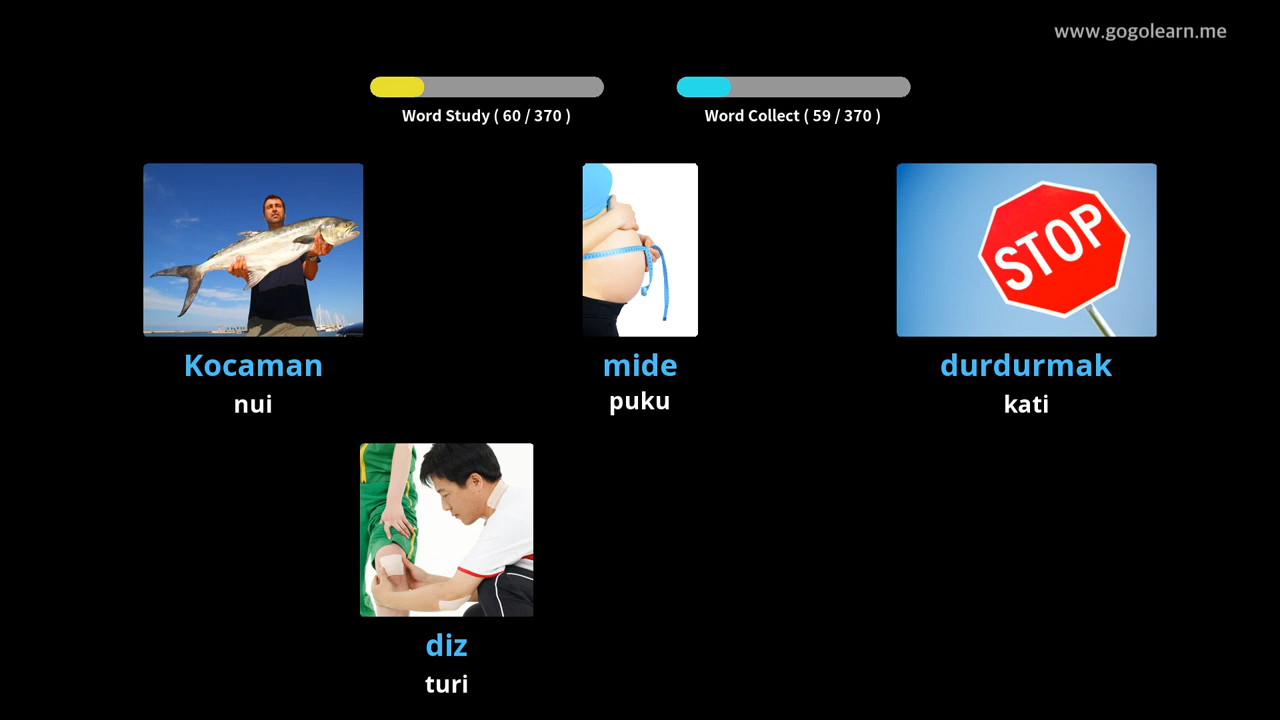 www.gogolearn.me
Word Study ( 60 / 370 )
Word Collect ( 59 / 370 )
STOP
Kocaman
nui
mide
puku
durdurmak
kati
diz
turi